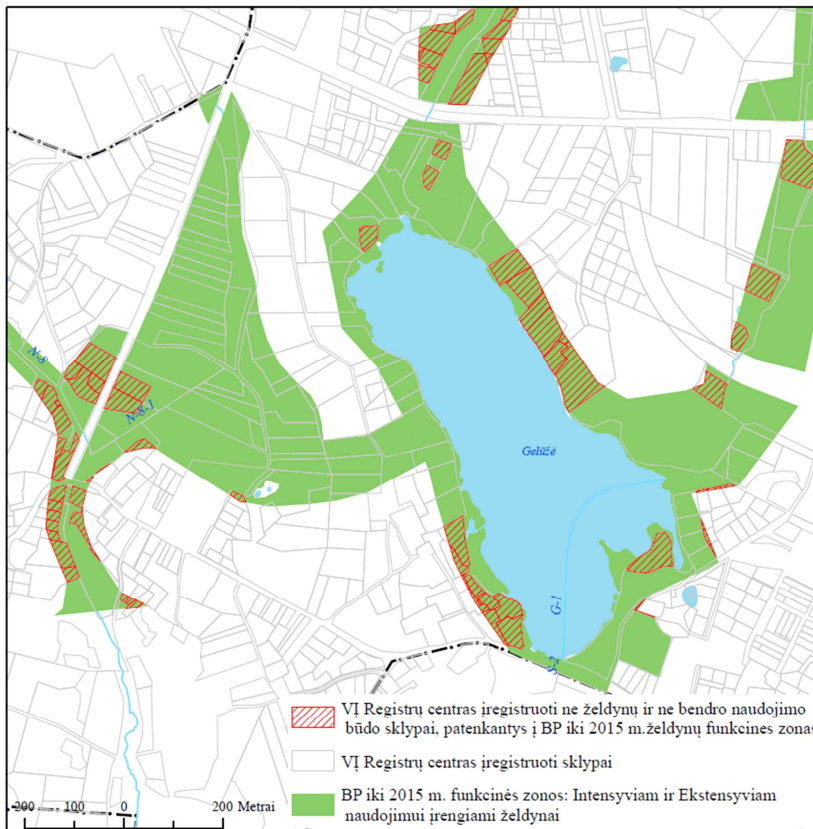 N-8
N-8-1
Gelūžė
G-1
S-2
VĮ Registrų centras įregistruoti ne želdynų ir ne bendro naudojimo
būdo sklypai, patenkantys į BP iki 2015 m.želdynų funkcines zonas
VĮ Registrų centras įregistruoti sklypai
200 100 0 200 Metrai
BP iki 2015 m. funkcinės zonos: Intensyviam ir Ekstensyviam
naudojimui įrengiami želdynai